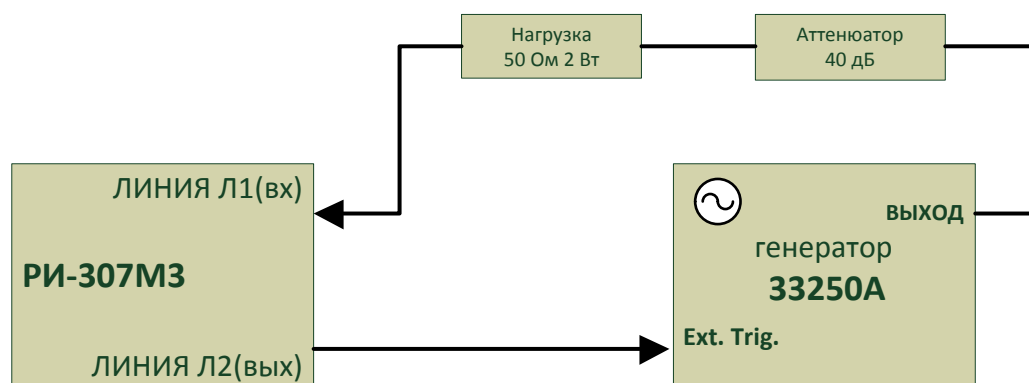 Нагрузка
50 Ом 2 Вт
Аттенюатор
40 дБ
ЛИНИЯ Л1(вх)
РИ-307М3
ЛИНИЯ Л2(вых)
ВЫХОД
генератор
33250А
Ext. Trig.